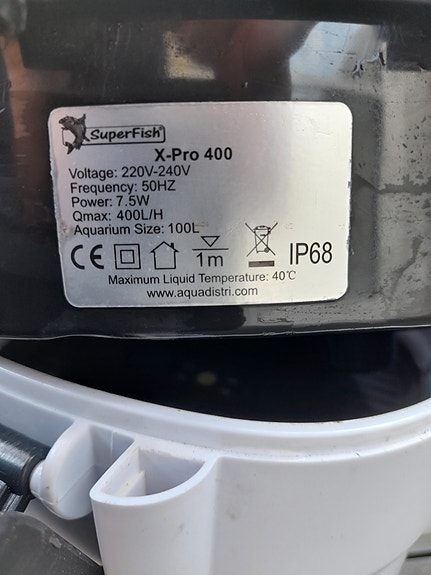 SuperFish
X-Pro 400
Voltage: 220V-240V
Frequency: 50HZ
Power: 7.5W
Qmax: 400L/H
Aquarium Size: 100L
CE 1m IP68
Maximum Liquid Temperature: 40℃
www.aquadistri.com